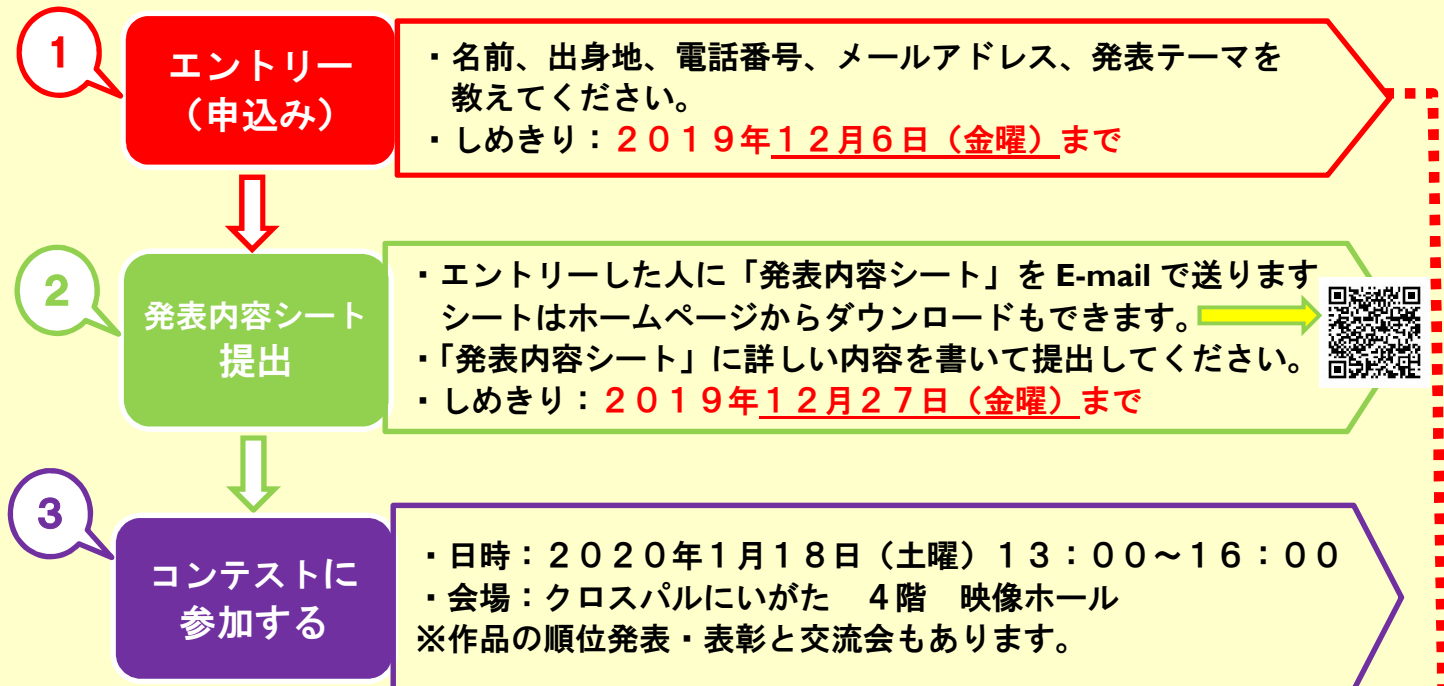 1
エントリー
（申込み）
・名前、出身地、電話番号、メールアドレス、発表テーマを
教えてください。
・しめきり：２０１９年１２月６日（金曜）まで
2
発表内容シート
提出
・エントリーした人に「発表内容シート」を E-mail で送ります
シートはホームページからダウンロードもできます。
・「発表内容シート」に詳しい内容を書いて提出してください。
・しめきり：２０１９年１２月２７日（金曜）まで
3
コンテストに
参加する
・日時：２０２０年１月１８日（土曜）１３：００～１６：００
・会場：クロスパルにいがた　４階　映像ホール
※作品の順位発表・表彰と交流会もあります。